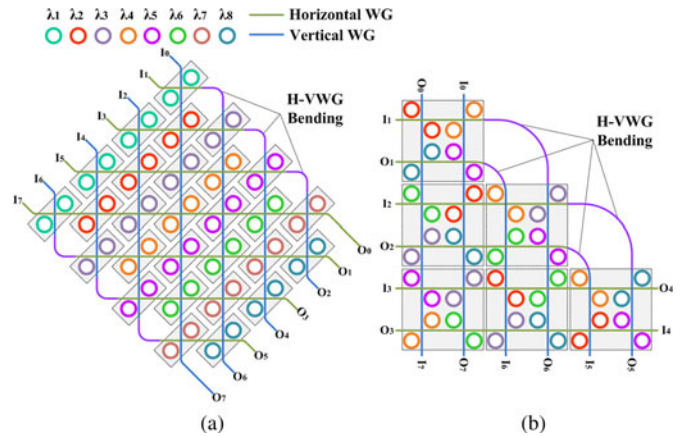 λ1 λ2 λ3 λ4 λ5 λ6 λ7 λ8
Horizontal WG
Vertical WG
I0
I1
I2
I3
I4
I5
I6
I7
H-VWG
Bending
O0
O1
O2
O3
O4
O5
O6
O7
(a)
O0 I0
I1
O1
I2
O2
I3
O3
H-VWG
Bending
O4
I4
I7 O7 I6 O6 I5 O5
(b)